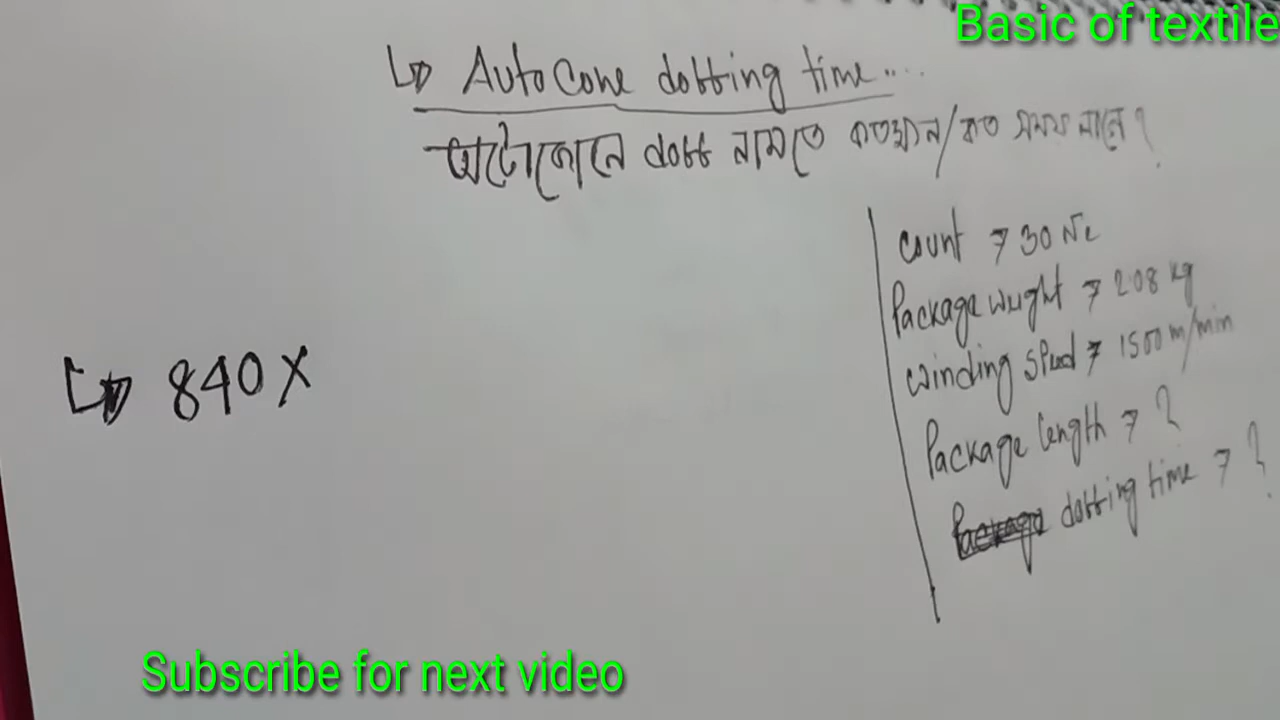 Basic of textile
↳ AutoCone doffing time....
অটোকোনে doff নামতে কতক্ষন/কত সময় লাগে?
count → 30 Ne
Package weight → 2.08 kg
winding speed → 1500 m/min
Package length → ?
doffing time → ?
↳ 840 X
Subscribe for next video